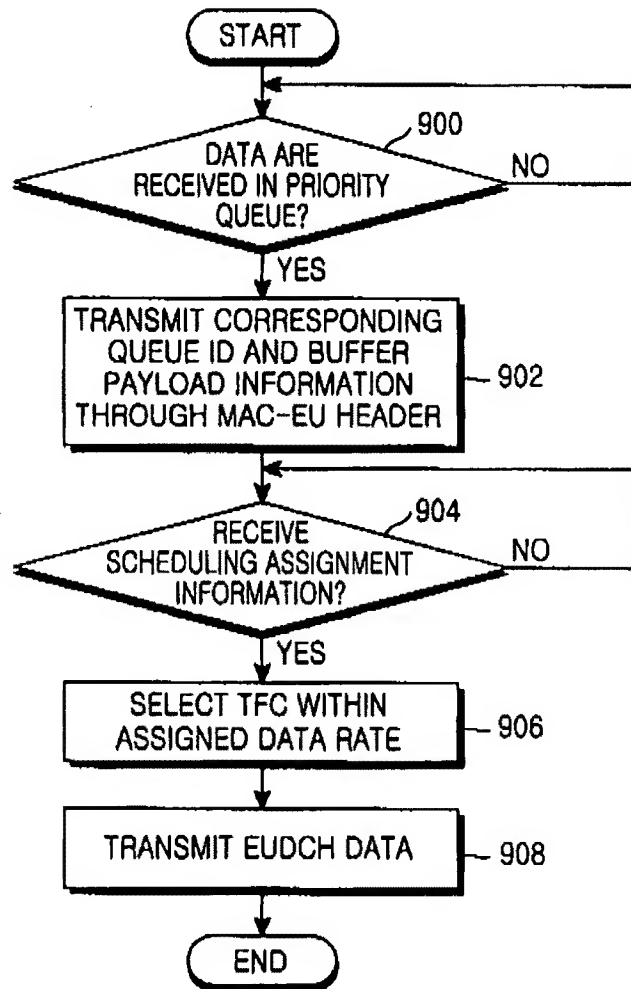 START
900
DATA ARE
RECEIVED IN PRIORITY
QUEUE?
NO
YES
TRANSMIT CORRESPONDING
QUEUE ID AND BUFFER
PAYLOAD INFORMATION
THROUGH MAC-EU HEADER
902
904
RECEIVE
SCHEDULING ASSIGNMENT
INFORMATION?
NO
YES
SELECT TFC WITHIN
ASSIGNED DATA RATE
906
TRANSMIT EUDCH DATA
908
END